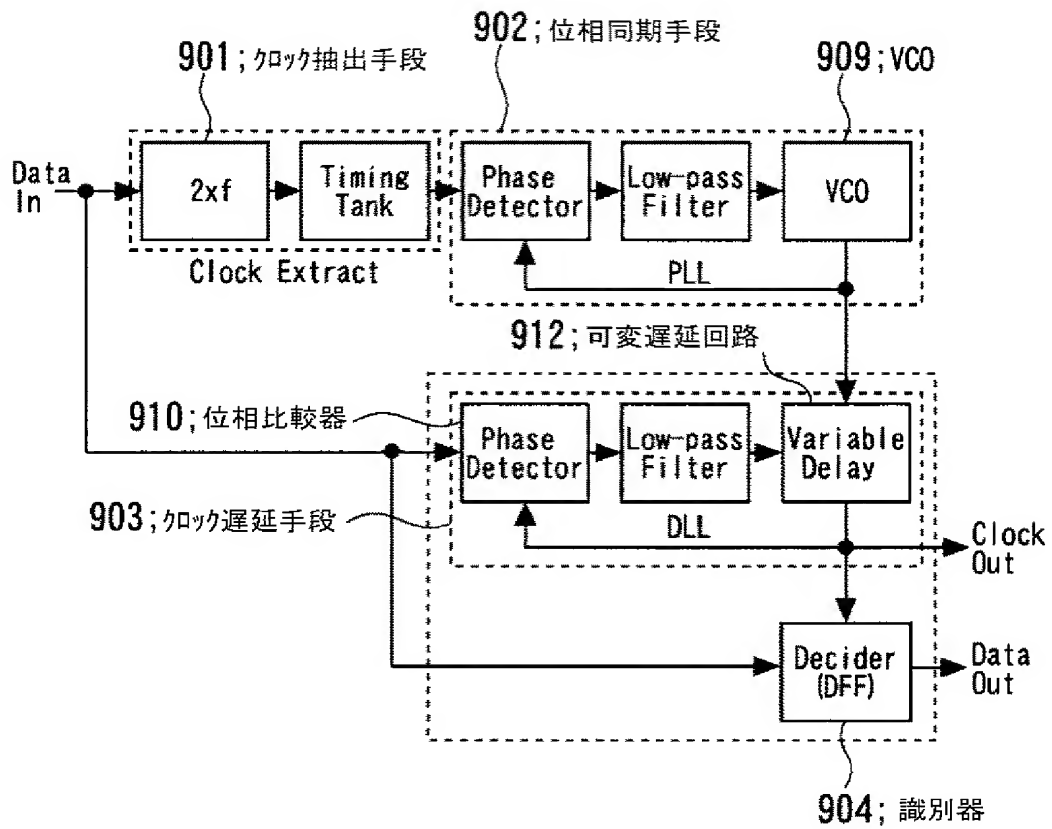 902; 位相同期手段
901; ｸﾛｯｸ抽出手段
909; VCO
Data
In
2xf
Timing
Tank
Phase
Detector
Low-pass
Filter
VCO
Clock Extract
PLL
912; 可変遅延回路
910; 位相比較器
Phase
Detector
Low-pass
Filter
Variable
Delay
903; ｸﾛｯｸ遅延手段
DLL
Clock
Out
Decider
(DFF)
Data
Out
904; 識別器